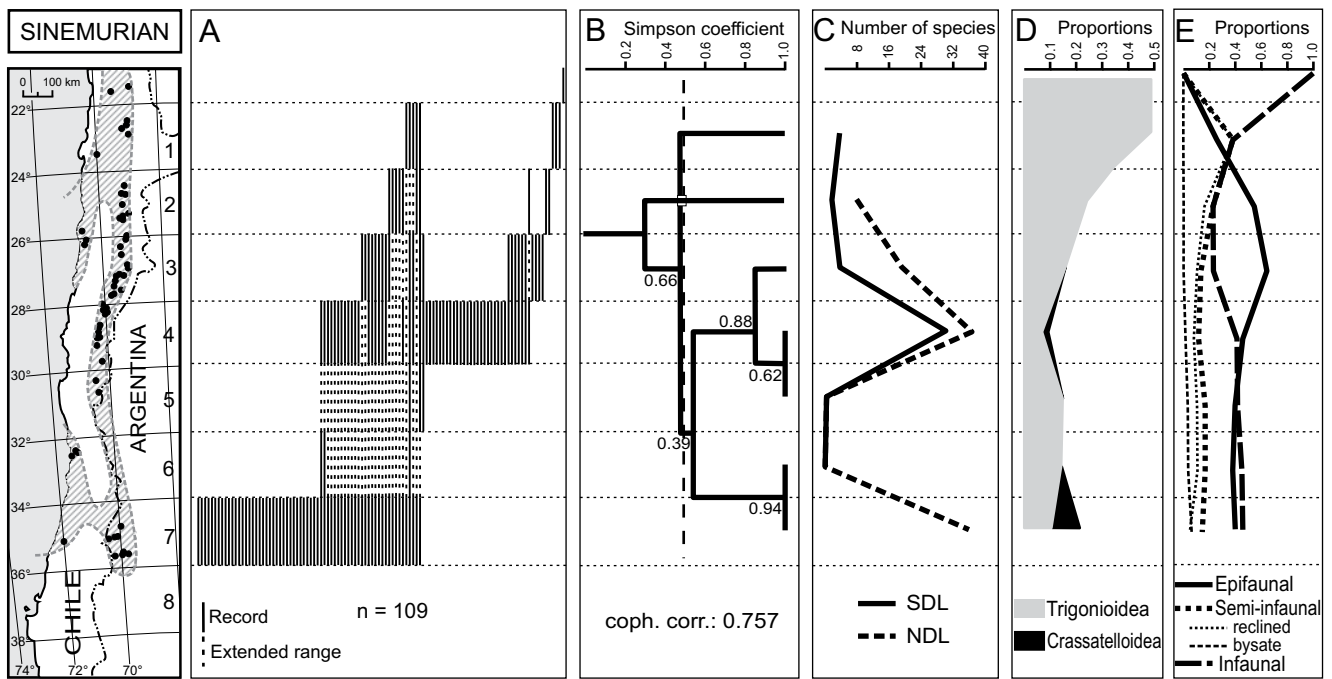 SINEMURIAN
0 100 km
22°
24°
26°
28°
30°
32°
34°
36°
38°
74° 72° 70°
1
2
3
4
5
6
7
8
ARGENTINA
CHILE
A
Record
Extended range
n = 109
B Simpson coefficient
0.2 0.4 0.6 0.8 1.0
0.66
0.88
0.62
0.39
0.94
coph. corr.: 0.757
C Number of species
8 16 24 32 40
SDL
NDL
D Proportions
0.1 0.2 0.3 0.4 0.5
Trigonioidea
Crassatelloidea
E Proportions
0.2 0.4 0.6 0.8 1.0
Epifaunal
Semi-infaunal
reclined
bysate
Infaunal